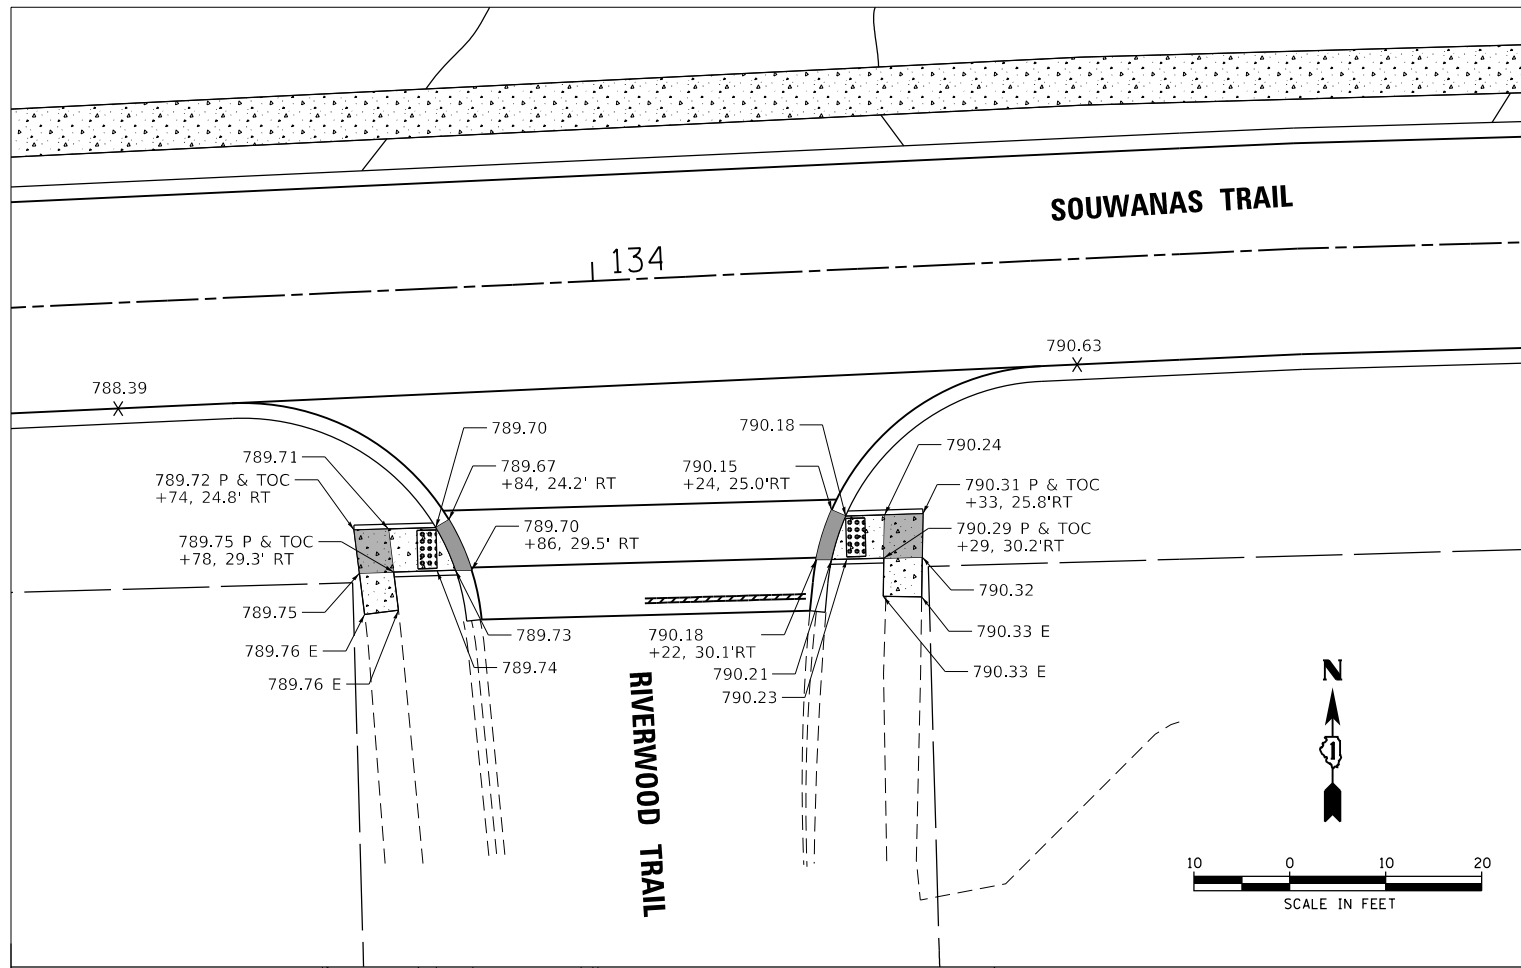 SOUWANAS TRAIL
134
790.63
788.39
789.70
790.18
789.71
790.24
789.72 P & TOC
+74, 24.8' RT
789.67
+84, 24.2' RT
790.15
+24, 25.0'RT
790.31 P & TOC
+33, 25.8'RT
789.75 P & TOC
+78, 29.3' RT
789.70
+86, 29.5' RT
790.29 P & TOC
+29, 30.2'RT
789.75
790.32
789.76 E
789.73
790.18
+22, 30.1'RT
790.33 E
789.76 E
789.74
790.21
790.33 E
790.23
RIVERWOOD TRAIL
N
1
10 0 10 20
SCALE IN FEET